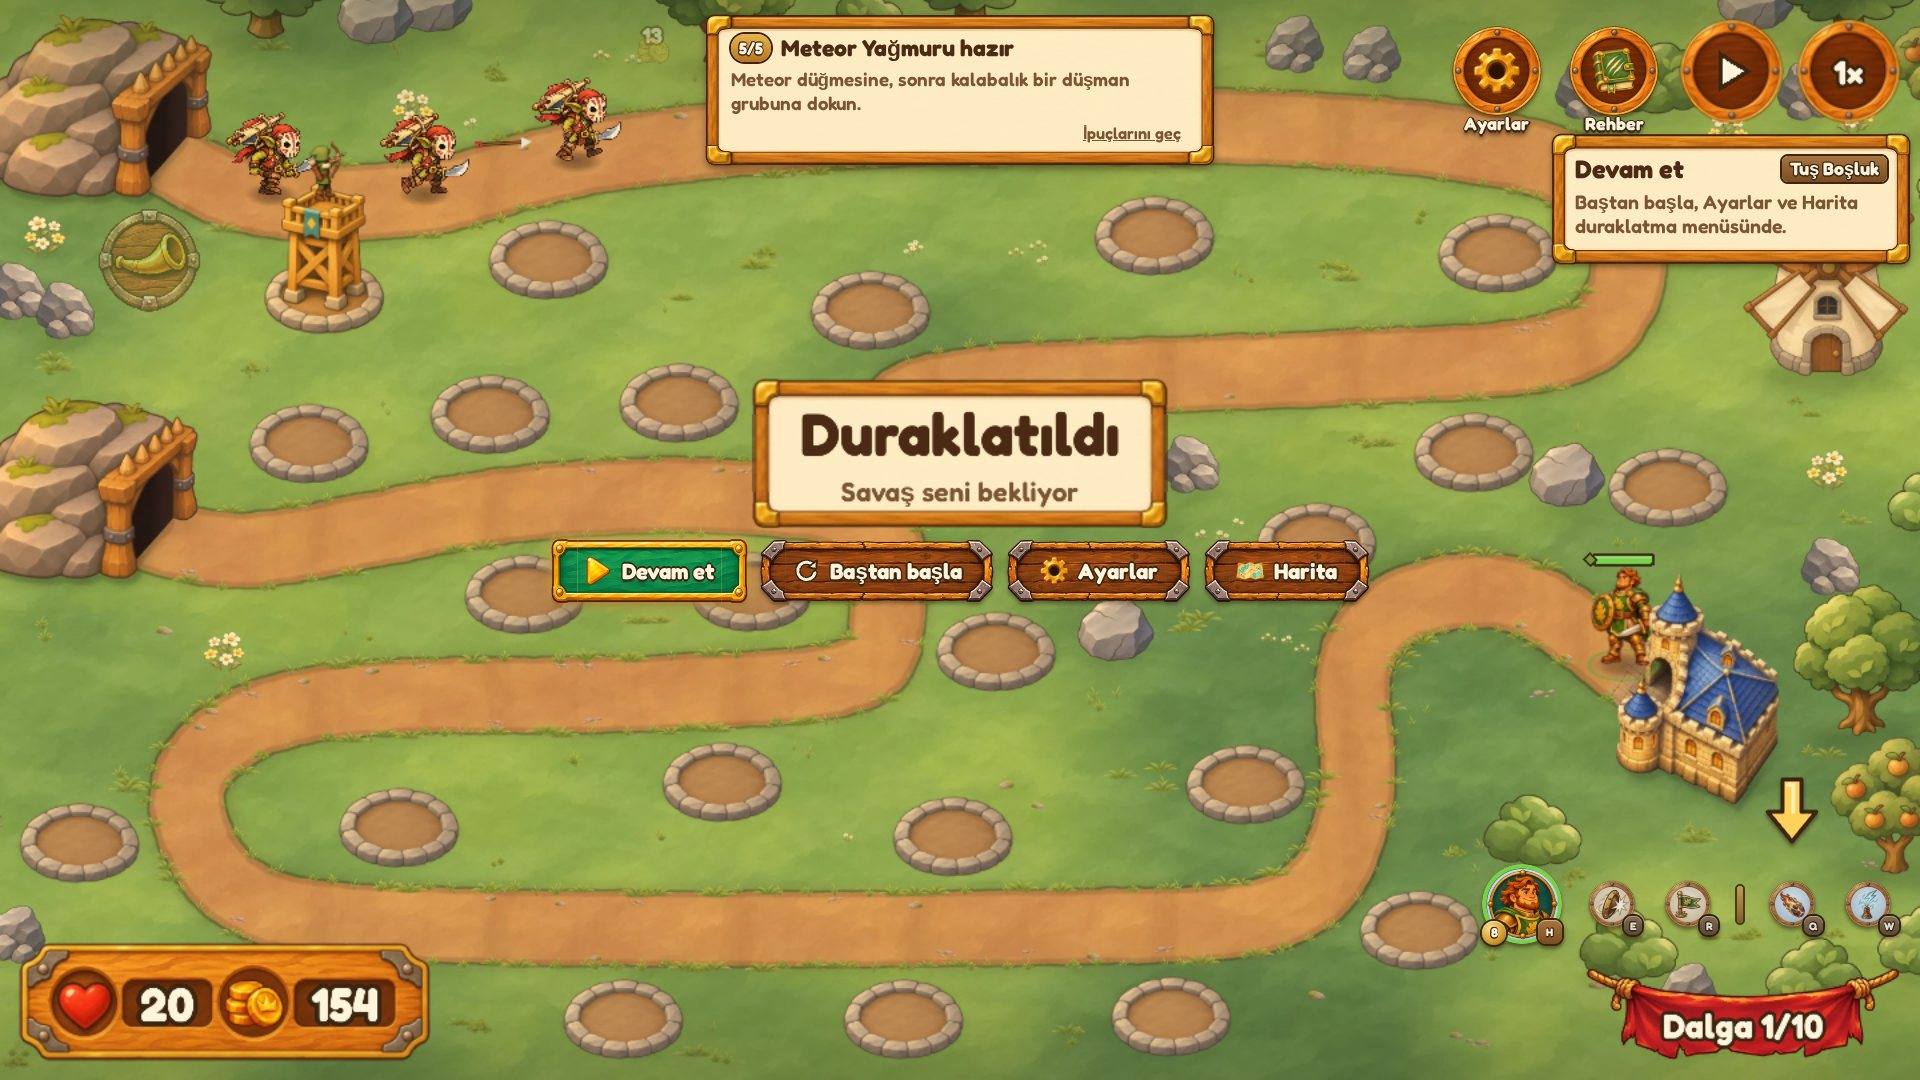 13
5/5 Meteor Yağmuru hazır
Meteor düğmesine, sonra kalabalık bir düşman
grubuna dokun.
İpuçlarını geç
1x
Ayarlar
Rehber
Devam et
Tuş Boşluk
Baştan başla, Ayarlar ve Harita
duraklatma menüsünde.
Duraklatıldı
Savaş seni bekliyor
Devam et
Baştan başla
Ayarlar
Harita
8
H
E
R
Q
W
20
154
Dalga 1/10